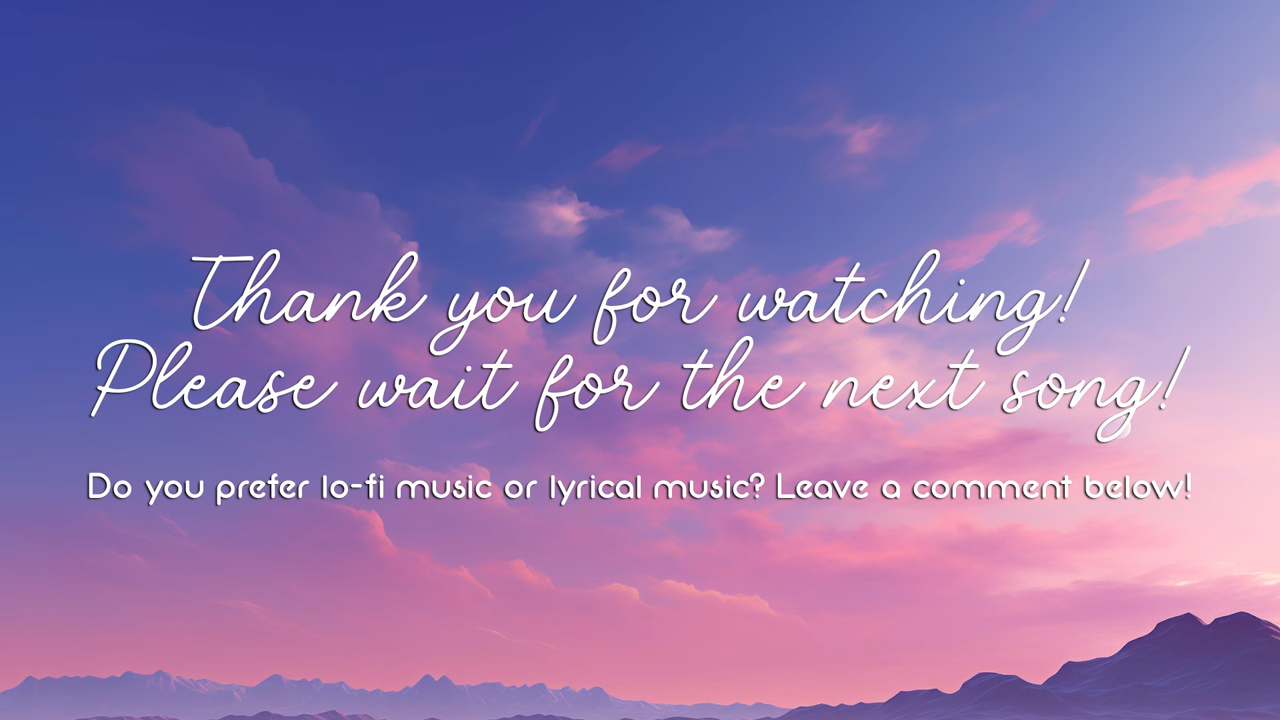 Thank you for watching!
Please wait for the next song!
Do you prefer lo-fi music or lyrical music? Leave a comment below!